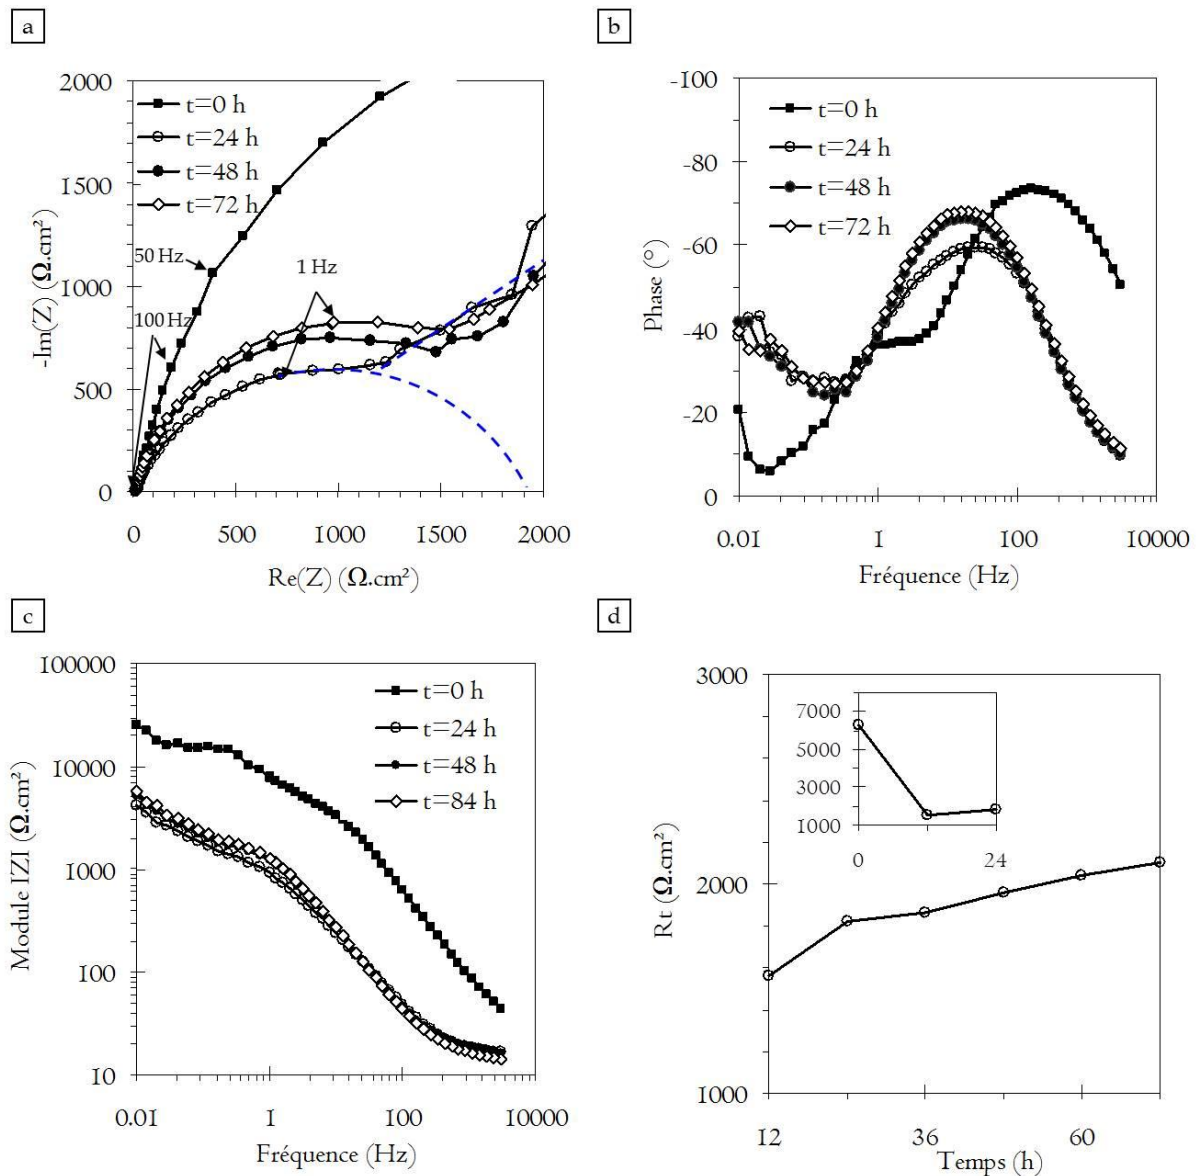 a
2000
1500
1000
500
0
-Im(Z) (Ω.cm²)
t=0 h
t=24 h
t=48 h
t=72 h
50 Hz
100 Hz
1 Hz
0 500 1000 1500 2000
Re(Z) (Ω.cm²)
b
-100
-80
-60
-40
-20
0
Phase (°)
t=0 h
t=24 h
t=48 h
t=72 h
0.01 1 100 10000
Fréquence (Hz)
c
100000
10000
1000
100
10
Module IZI (Ω.cm²)
t=0 h
t=24 h
t=48 h
t=84 h
0.01 1 100 10000
Fréquence (Hz)
d
3000
2000
1000
Rt (Ω.cm²)
7000
5000
3000
1000
0 24
12 36 60
Temps (h)